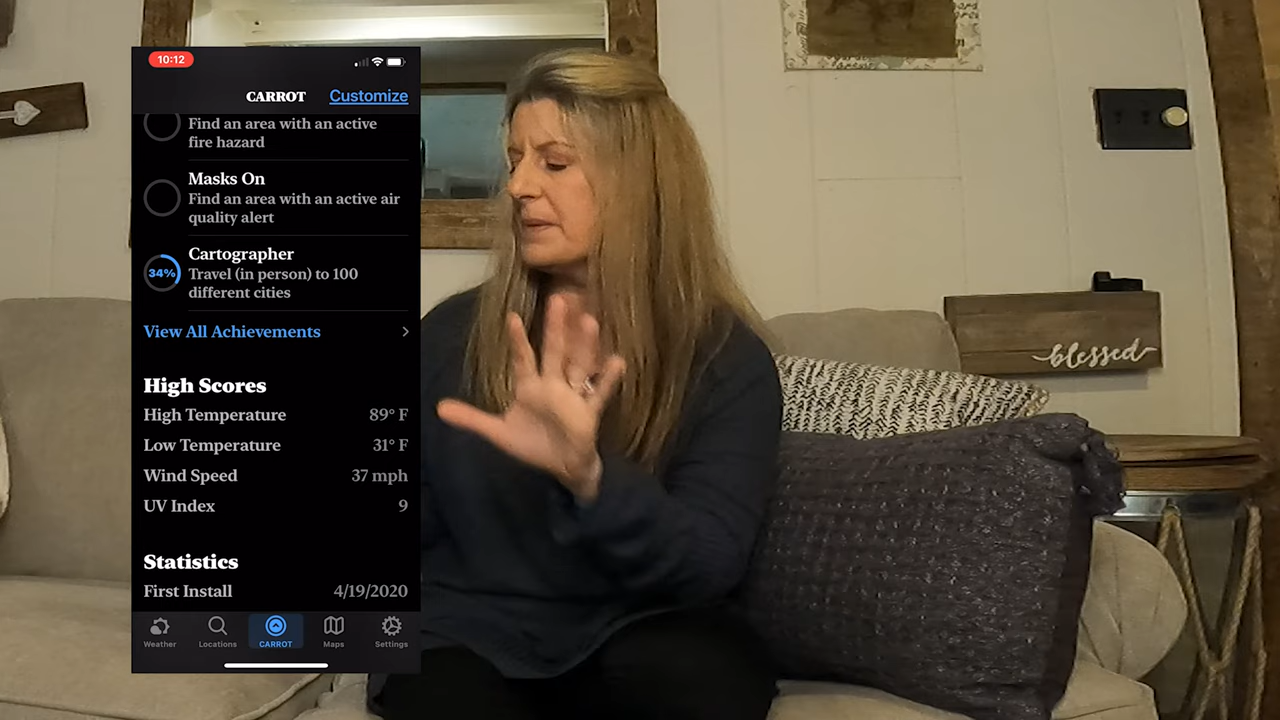 10:12
CARROT
Customize
Find an area with an active
fire hazard
Masks On
Find an area with an active air
quality alert
34%
Cartographer
Travel (in person) to 100
different cities
View All Achievements
High Scores
High Temperature 89° F
Low Temperature 31° F
Wind Speed 37 mph
UV Index 9
Statistics
First Install 4/19/2020
Weather Locations CARROT Maps Settings
blessed